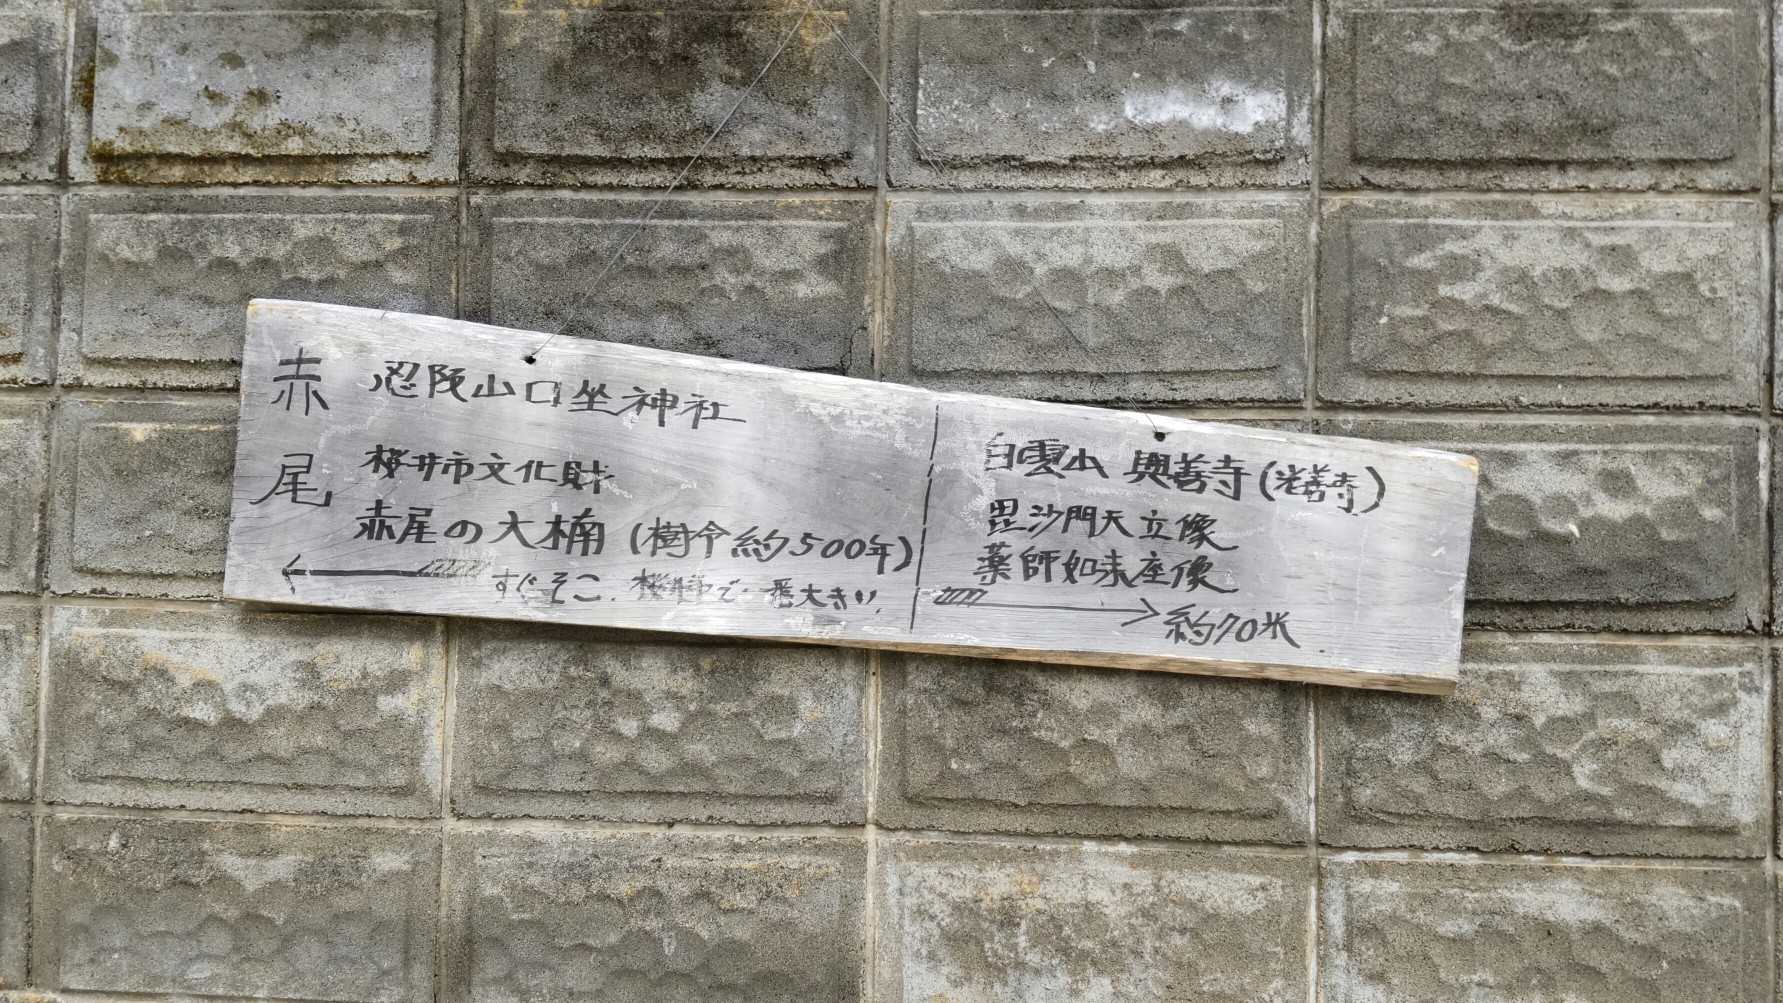 赤尾
忍阪山口坐神社
桜井市文化財
赤尾の大楠(樹令約500年)
←
すぐそこ. 桜井で一番大きい
白雲山 興善寺(光善寺)
毘沙門天立像
薬師如来座像
→約70米